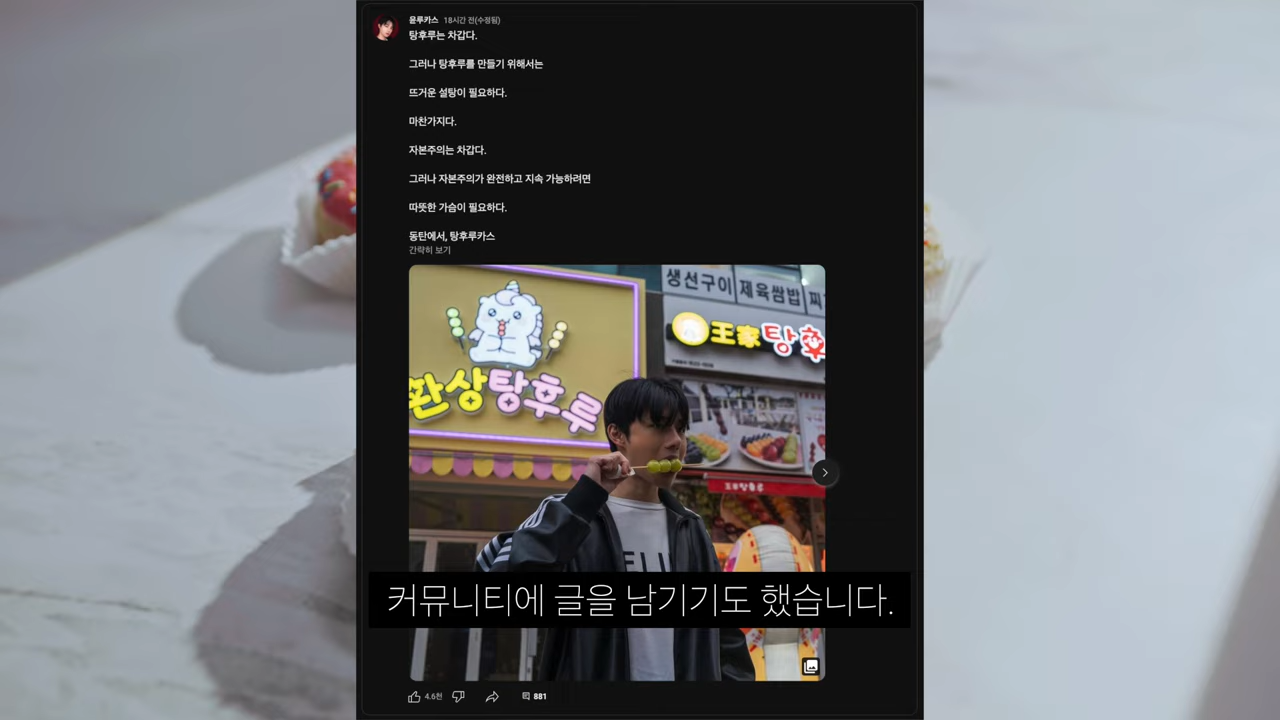 윤루카스 18시간 전(수정됨)
탕후루는 차갑다.
그러나 탕후루를 만들기 위해서는
뜨거운 설탕이 필요하다.
마찬가지다.
자본주의는 차갑다.
그러나 자본주의가 완전하고 지속 가능하려면
따뜻한 가슴이 필요하다.
동탄에서, 탕후루카스
간략히 보기
생선구이 제육쌈밥 찌
王家탕후
환상탕후루
커뮤니티에 글을 남기기도 했습니다.
4.6천 881